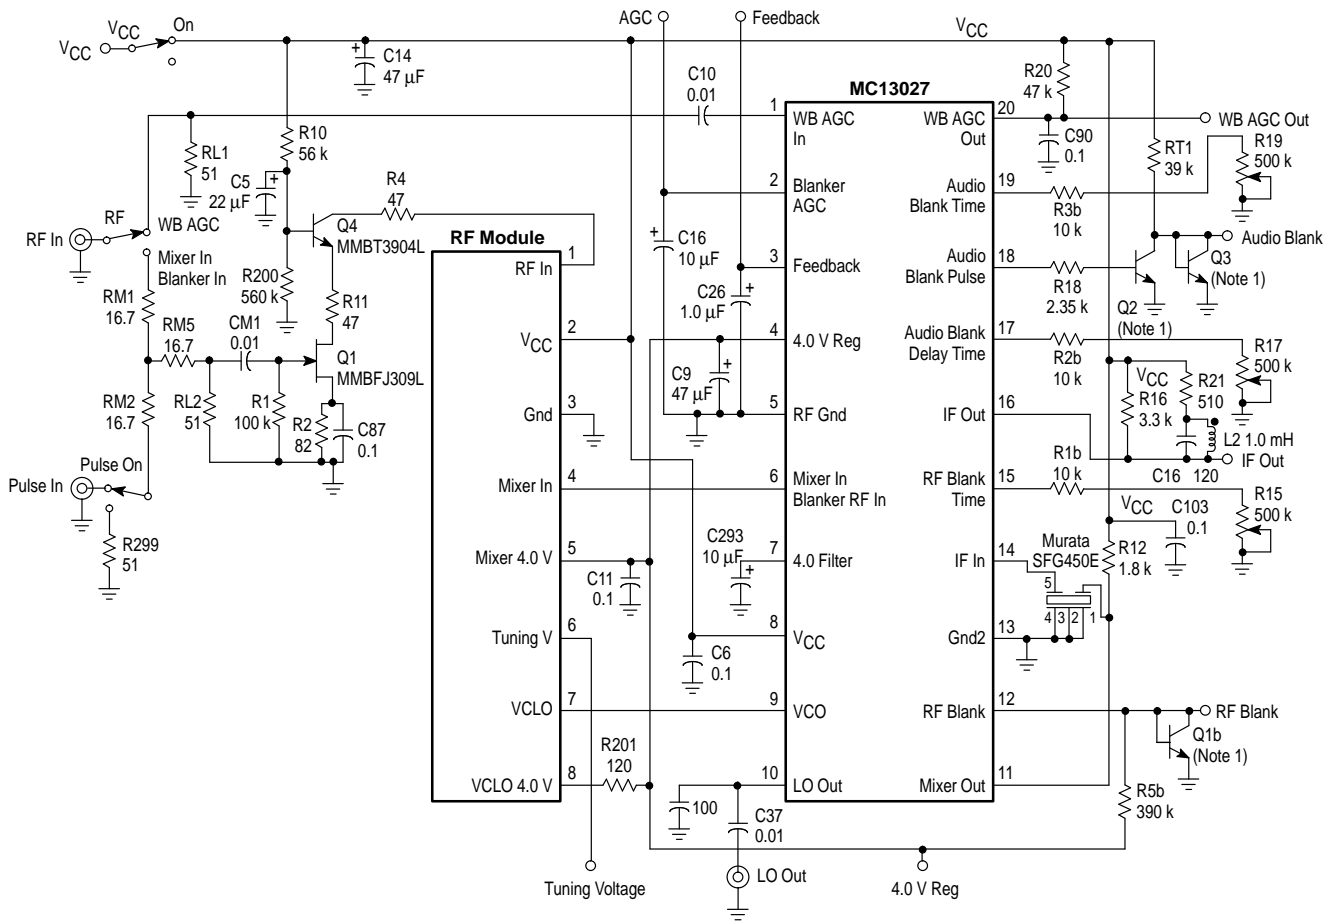 AGC
Feedback
VCC
VCC
On
VCC
C14
47 µF
C10
0.01
MC13027
R20
47 k
1
WB AGC
In
WB AGC
Out
20
WB AGC Out
C90
0.1
RT1
39 k
R19
500 k
R10
56 k
RL1
51
C5
22 µF
R4
47
2
Blanker
AGC
Audio
Blank Time
19
R3b
10 k
RF
RF In
WB AGC
Q4
MMBT3904L
RF Module
C16
10 µF
1
RF In
3
Feedback
Audio
Blank Pulse
18
R18
2.35 k
Audio Blank
Q3
(Note 1)
Q2
(Note 1)
Mixer In
Blanker In
R200
560 k
R11
47
C26
1.0 µF
RM1
16.7
RM5
16.7
CM1
0.01
2
VCC
4
4.0 V Reg
Audio Blank
Delay Time
17
R2b
10 k
R17
500 k
Q1
MMBFJ309L
C9
47 µF
VCC
R21
510
R16
3.3 k
RM2
16.7
RL2
51
R1
100 k
R2
82
C87
0.1
3
Gnd
5
RF Gnd
IF Out
16
L2 1.0 mH
IF Out
C16
120
Pulse On
Pulse In
4
Mixer In
6
Mixer In
Blanker RF In
RF Blank
Time
15
R1b
10 k
R15
500 k
VCC
C103
0.1
R299
51
5
Mixer 4.0 V
C11
0.1
C293
10 µF
7
4.0 Filter
IF In
14
Murata
SFG450E
R12
1.8 k
5
4
3
2
1
6
Tuning V
8
VCC
C6
0.1
Gnd2
13
7
VCLO
9
VCO
RF Blank
12
RF Blank
Q1b
(Note 1)
8
VCLO 4.0 V
R201
120
10
LO Out
Mixer Out
11
R5b
390 k
100
C37
0.01
Tuning Voltage
LO Out
4.0 V Reg